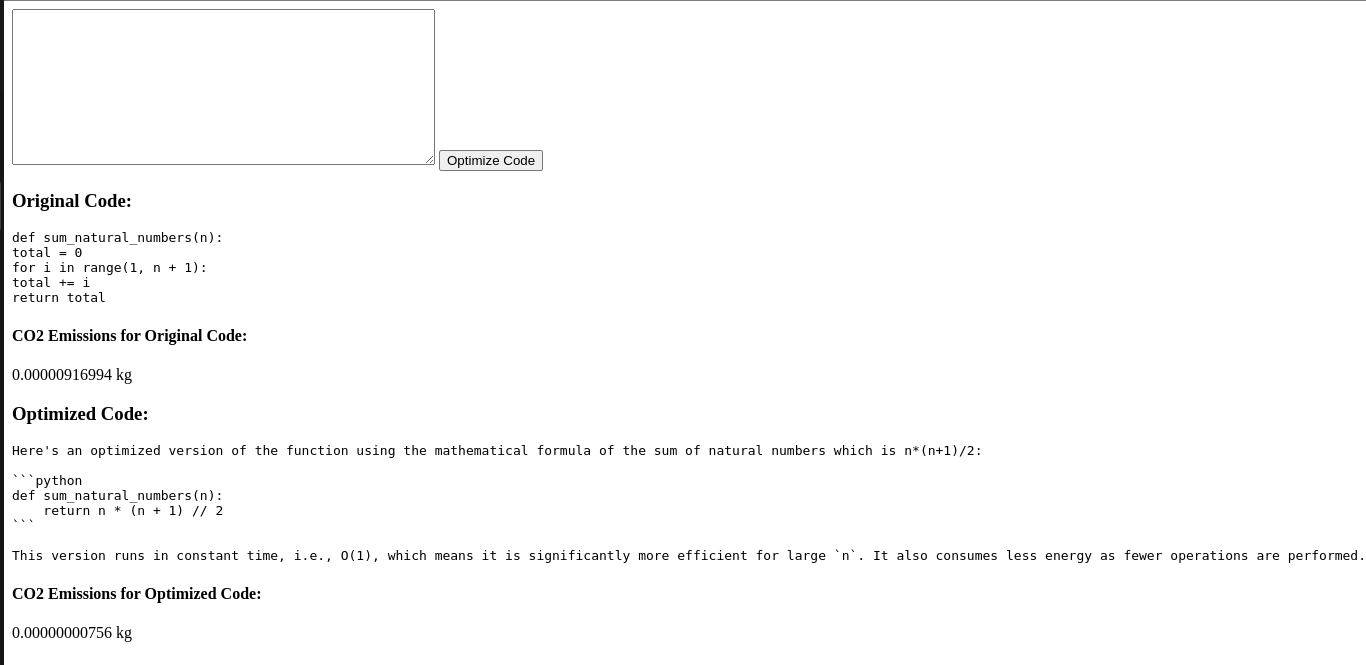 Optimize Code
Original Code:
def sum_natural_numbers(n):
total = 0
for i in range(1, n + 1):
total += i
return total
CO2 Emissions for Original Code:
0.00000916994 kg
Optimized Code:
Here's an optimized version of the function using the mathematical formula of the sum of natural numbers which is n*(n+1)/2:
```python
def sum_natural_numbers(n):
    return n * (n + 1) // 2
```
This version runs in constant time, i.e., O(1), which means it is significantly more efficient for large `n`. It also consumes less energy as fewer operations are performed.
CO2 Emissions for Optimized Code:
0.00000000756 kg